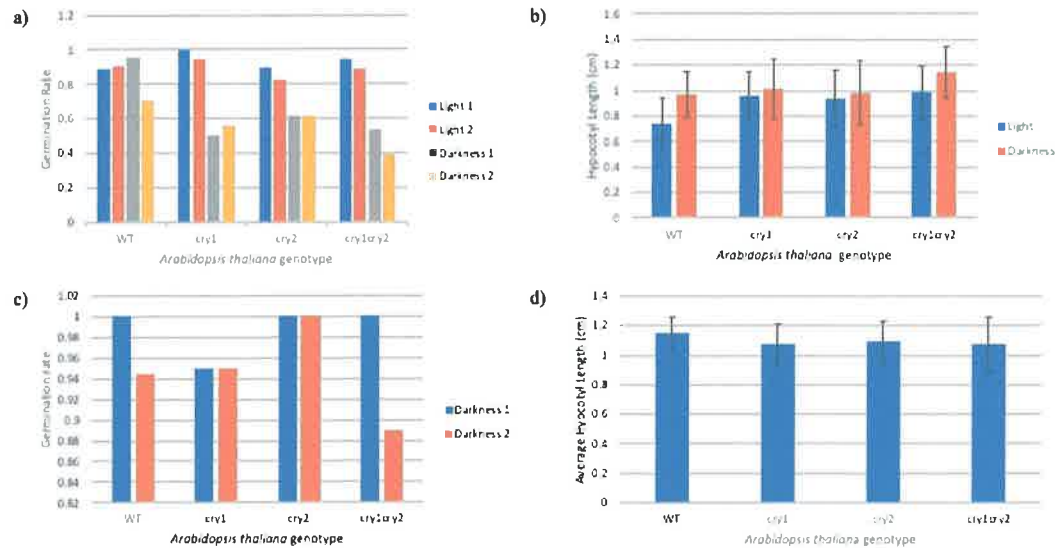 a)
1.2
1
0.8
0.6
0.4
0.2
0
Germination Rate
WT
cry1
cry2
cry1cry2
Arabidopsis thaliana genotype
Light 1
Light 2
Darkness 1
Darkness 2
b)
1.6
1.4
1.2
1
0.8
0.6
0.4
0.2
0
Hypocotyl Length (cm)
WT
cry1
cry2
cry1cry2
Arabidopsis thaliana genotype
Light
Darkness
c)
1.02
1
0.98
0.96
0.94
0.92
0.9
0.88
0.86
0.84
0.82
Germination rate
WT
cry1
cry2
cry1cry2
Arabidopsis thaliana genotype
Darkness 1
Darkness 2
d)
1.4
1.2
1
0.8
0.6
0.4
0.2
0
Average Hypocotyl Length (cm)
WT
cry1
cry2
cry1cry2
Arabidopsis thaliana genotype